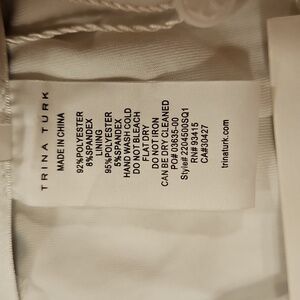 TRINA TURK
MADE IN CHINA
92%POLYESTER
8%SPANDEX
LINING
95%POLYESTER
5%SPANDEX
HAND WASH COLD
DO NOT BLEACH
FLAT DRY
DO NOT IRON
CAN BE DRY CLEANED
PO# 03635-00
Style# 2204500SQ1
RN# 93415
CA#30427
trinaturk.com